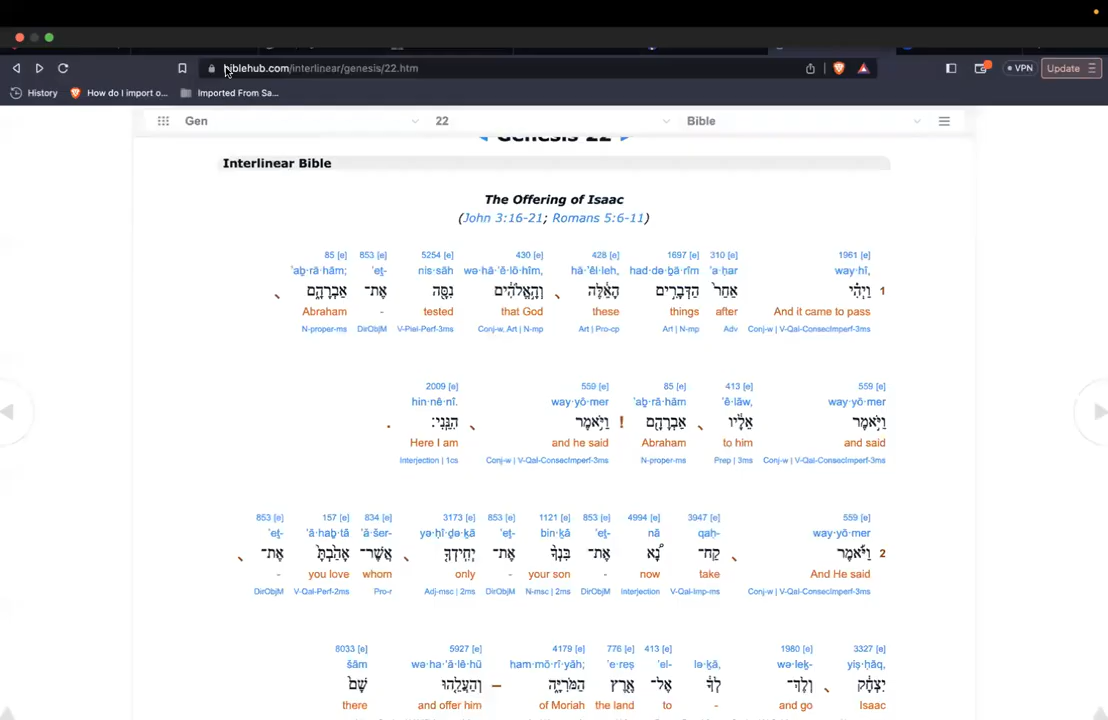 biblehub.com/interlinear/genesis/22.htm
VPN
Update
History
How do I import o...
Imported From Sa...
Gen
22
Bible
Genesis 22
Interlinear Bible
The Offering of Isaac
(John 3:16-21; Romans 5:6-11)
85 [e] 853 [e] 5254 [e] 430 [e] 428 [e] 1697 [e] 310 [e] 1961 [e]
’aḇ·rā·hām; ’eṯ- nis·sāh wə·hā·’ĕ·lō·hîm, hā·’êl·leh, had·də·ḇā·rîm ’a·ḥar way·hî,
1 וַיְהִ֗י אַחַר֙ הַדְּבָרִ֣ים הָאֵ֔לֶּה 、 וְהָ֣אֱלֹהִ֔ים נִסָּ֖ה אֶת־ אַבְרָהָ֑ם 、
Abraham - tested that God these things after And it came to pass
N-proper-ms DirObjM V-Piel-Perf-3ms Conj-w, Art | N-mp Art | Pro-cp Art | N-mp Adv Conj-w | V-Qal-ConsecImperf-3ms
2009 [e] 559 [e] 85 [e] 413 [e] 559 [e]
hin·nê·nî. way·yō·mer ’aḇ·rā·hām ’ê·lāw, way·yō·mer
וַיֹּ֣אמֶר אֵלָ֔יו 、 אַבְרָהָ֖ם ! וַיֹּ֥אמֶר 、 הִנֵּֽנִי׃ .
Here I am and he said Abraham to him and said
Interjection | 1cs Conj-w | V-Qal-ConsecImperf-3ms N-proper-ms Prep | 3ms Conj-w | V-Qal-ConsecImperf-3ms
853 [e] 157 [e] 834 [e] 3173 [e] 853 [e] 1121 [e] 853 [e] 4994 [e] 3947 [e] 559 [e]
’eṯ- ’ā·haḇ·tā ’ă·šer- yə·ḥî·ḏə·ḵā ’eṯ- bin·ḵā ’eṯ- nā qaḥ- way·yō·mer
2 וַיֹּ֡אמֶר 、 קַח־ נָ֠א אֶת־ בִּנְךָ֨ אֶת־ יְחִֽידְךָ֤ 、 אֲשֶׁר־ אָהַ֙בְתָּ֙ אֶת־ 、
- you love whom only - your son - now take And He said
DirObjM V-Qal-Perf-2ms Pro-r Adj-msc | 2ms DirObjM N-msc | 2ms DirObjM Interjection V-Qal-Imp-ms Conj-w | V-Qal-ConsecImperf-3ms
8033 [e] 5927 [e] 4179 [e] 776 [e] 413 [e] 1980 [e] 3327 [e]
šām wə·ha·‘ă·lê·hū ham·mō·rî·yāh; ’e·reṣ ’el- lə·ḵā, wə·leḵ- yiṣ·ḥāq,
יִצְחָ֔ק 、 וְלֶךְ־ לְךָ֔ אֶל־ אֶ֖רֶץ הַמֹּרִיָּ֑ה – וְהַעֲלֵ֤הוּ שָׁם֙
there and offer him of Moriah the land to - and go Isaac